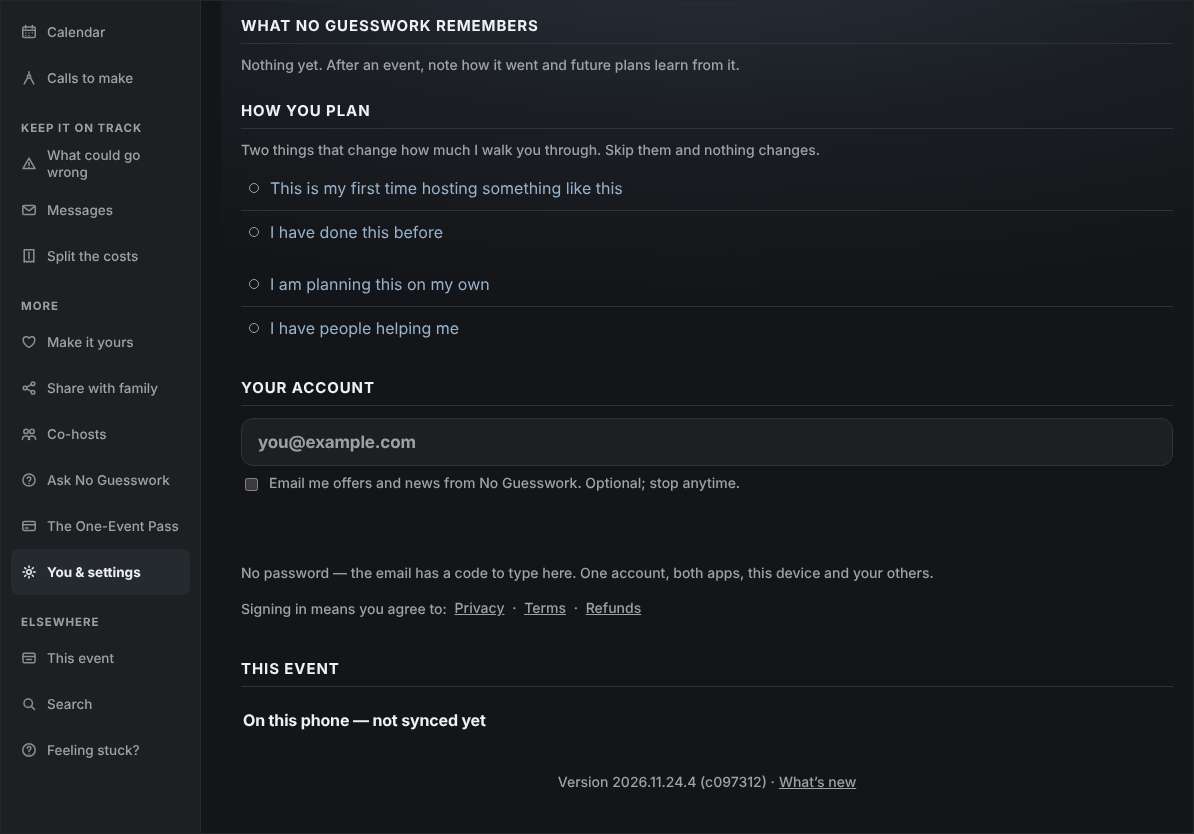 Calendar
Calls to make
KEEP IT ON TRACK
What could go
wrong
Messages
Split the costs
MORE
Make it yours
Share with family
Co-hosts
Ask No Guesswork
The One-Event Pass
You & settings
ELSEWHERE
This event
Search
Feeling stuck?
WHAT NO GUESSWORK REMEMBERS
Nothing yet. After an event, note how it went and future plans learn from it.
HOW YOU PLAN
Two things that change how much I walk you through. Skip them and nothing changes.
This is my first time hosting something like this
I have done this before
I am planning this on my own
I have people helping me
YOUR ACCOUNT
you@example.com
Email me offers and news from No Guesswork. Optional; stop anytime.
No password — the email has a code to type here. One account, both apps, this device and your others.
Signing in means you agree to: Privacy · Terms · Refunds
THIS EVENT
On this phone — not synced yet
Version 2026.11.24.4 (c097312) · What’s new